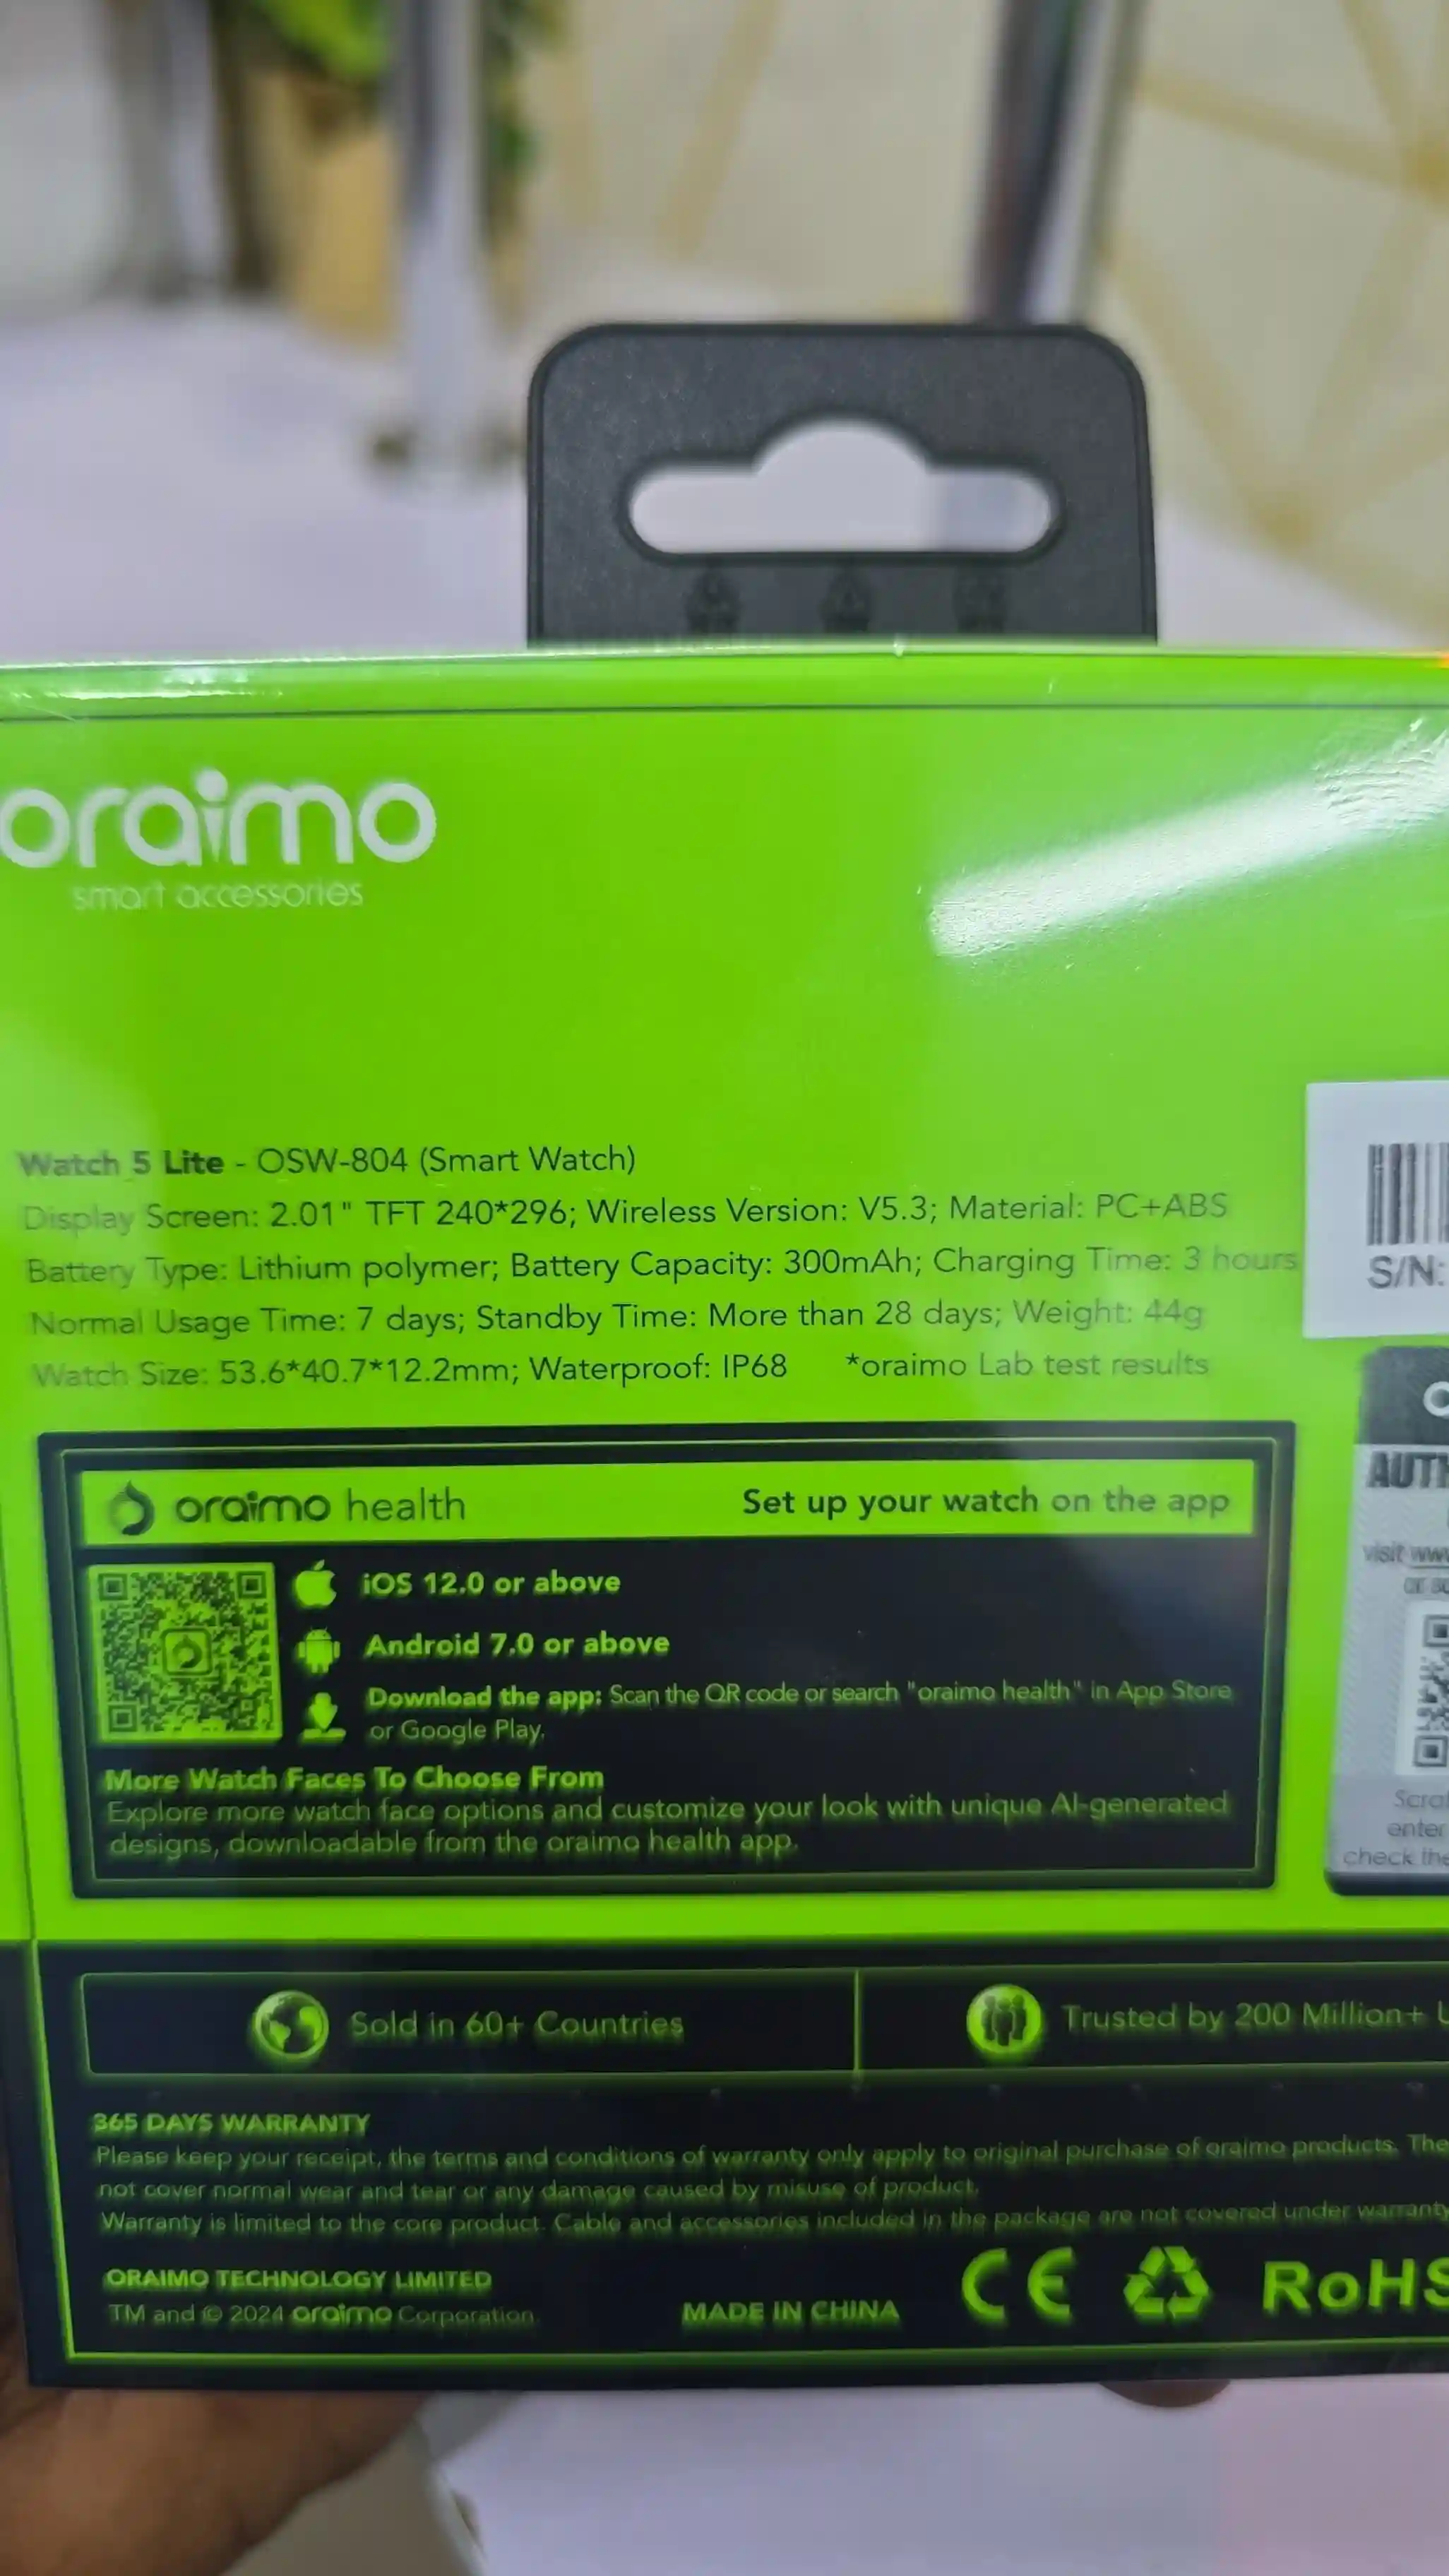 oraimo
smart accessories
Watch 5 Lite - OSW-804 (Smart Watch)
Display Screen: 2.01" TFT 240*296; Wireless Version: V5.3; Material: PC+ABS
Battery Type: Lithium polymer; Battery Capacity: 300mAh; Charging Time: 3 hours
Normal Usage Time: 7 days; Standby Time: More than 28 days; Weight: 44g
Watch Size: 53.6*40.7*12.2mm; Waterproof: IP68 *oraimo Lab test results
S/N:
oraimo health Set up your watch on the app
iOS 12.0 or above
Android 7.0 or above
Download the app: Scan the QR code or search "oraimo health" in App Store
or Google Play.
More Watch Faces To Choose From
Explore more watch face options and customize your look with unique AI-generated
designs, downloadable from the oraimo health app.
visit
or
enter
check
Sold in 60+ Countries
Trusted by 200 Million+
365 DAYS WARRANTY
Please keep your receipt, the terms and conditions of warranty only apply to original purchase of oraimo products. The
not cover normal wear and tear or any damage caused by misuse of product.
Warranty is limited to the core product. Cable and accessories included in the package are not covered under warranty
ORAIMO TECHNOLOGY LIMITED
TM and © 2024 oraimo Corporation
MADE IN CHINA
CE RoHS